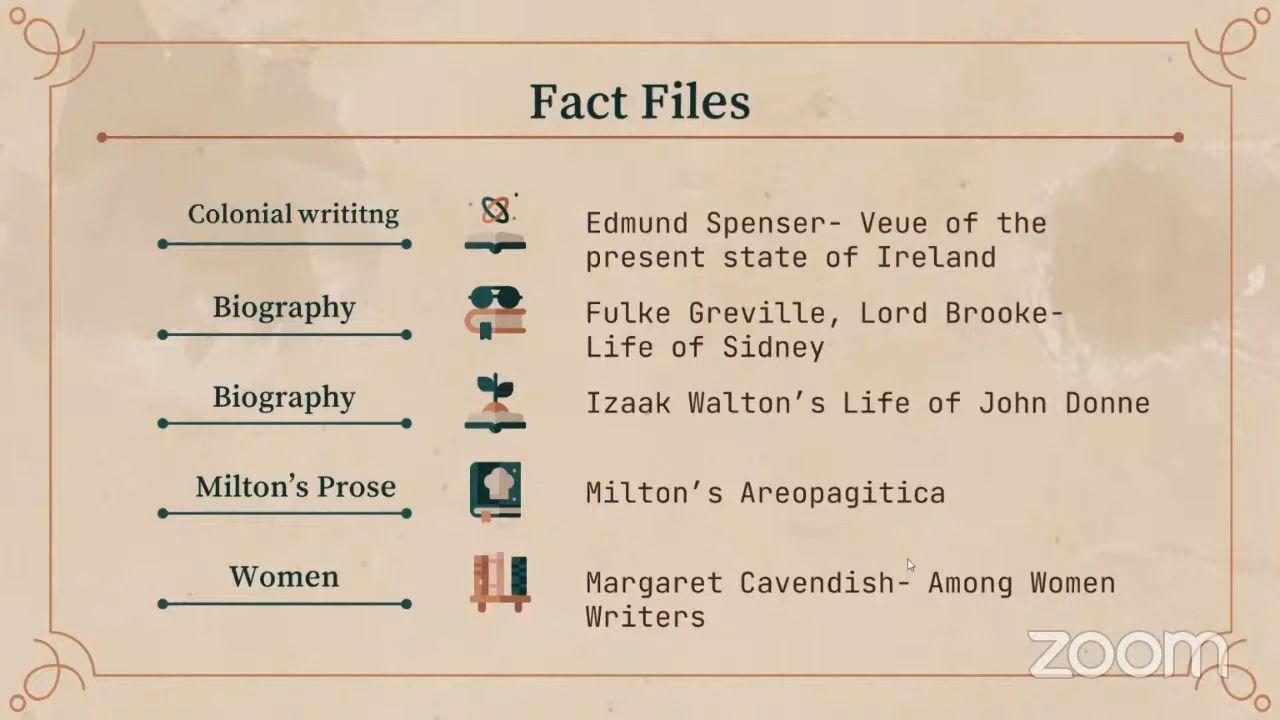 Fact Files
Colonial writitng
Edmund Spenser- Veue of the
present state of Ireland
Biography
Fulke Greville, Lord Brooke-
Life of Sidney
Biography
Izaak Walton’s Life of John Donne
Milton’s Prose
Milton’s Areopagitica
Women
Margaret Cavendish- Among Women
Writers
zoom